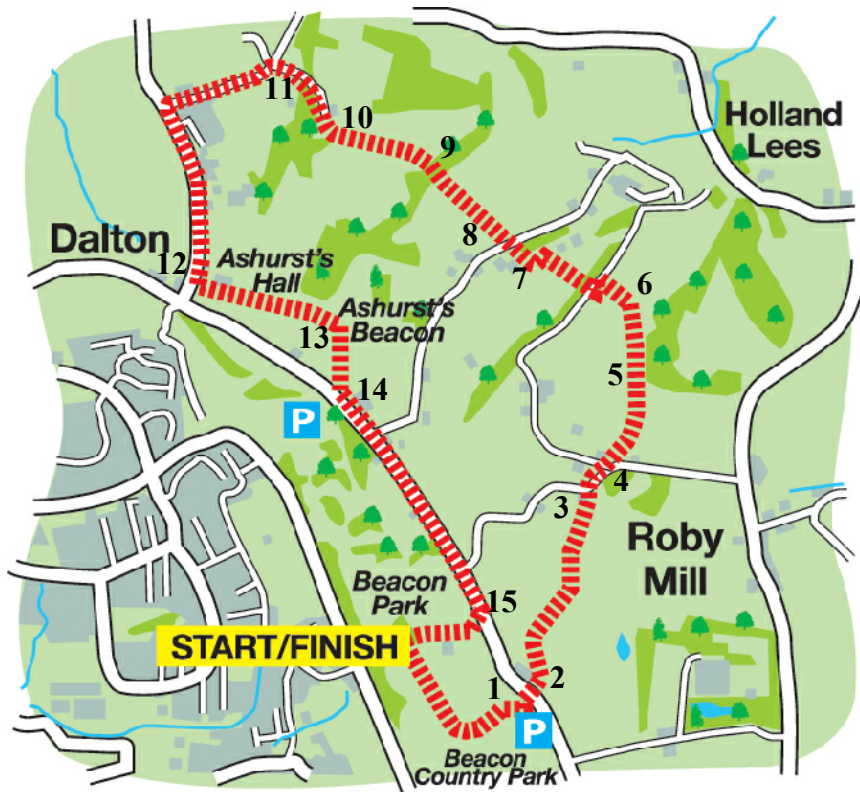 Holland
Lees
11
10
9
Dalton
8
12
Ashurst's
Hall
7
6
Ashurst's
Beacon
13
5
14
P
4
3
Roby
Mill
Beacon
Park
15
START/FINISH
1
2
P
Beacon
Country Park